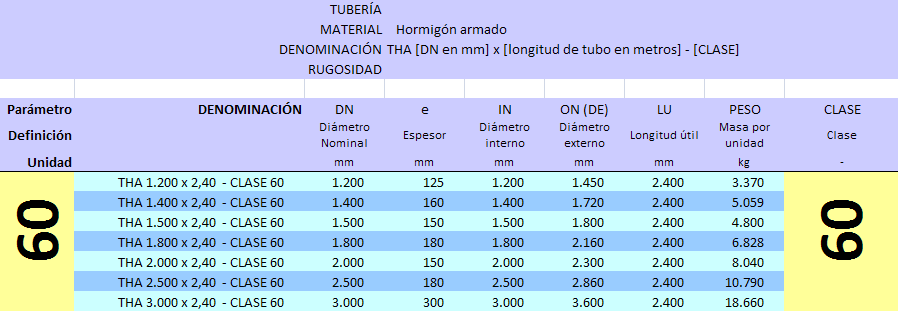 TUBERÍA
MATERIAL Hormigón armado
DENOMINACIÓN THA [DN en mm] x [longitud de tubo en metros] - [CLASE]
RUGOSIDAD
Parámetro DENOMINACIÓN DN e IN ON (DE) LU PESO CLASE
Definición Diámetro Nominal Espesor Diámetro interno Diámetro externo Longitud útil Masa por unidad Clase
Unidad mm mm mm mm mm kg -
60
THA 1.200 x 2,40 - CLASE 60 1.200 125 1.200 1.450 2.400 3.370
THA 1.400 x 2,40 - CLASE 60 1.400 160 1.400 1.720 2.400 5.059
THA 1.500 x 2,40 - CLASE 60 1.500 150 1.500 1.800 2.400 4.800
THA 1.800 x 2,40 - CLASE 60 1.800 180 1.800 2.160 2.400 6.828
THA 2.000 x 2,40 - CLASE 60 2.000 150 2.000 2.300 2.400 8.040
THA 2.500 x 2,40 - CLASE 60 2.500 180 2.500 2.860 2.400 10.790
THA 3.000 x 2,40 - CLASE 60 3.000 300 3.000 3.600 2.400 18.660
60